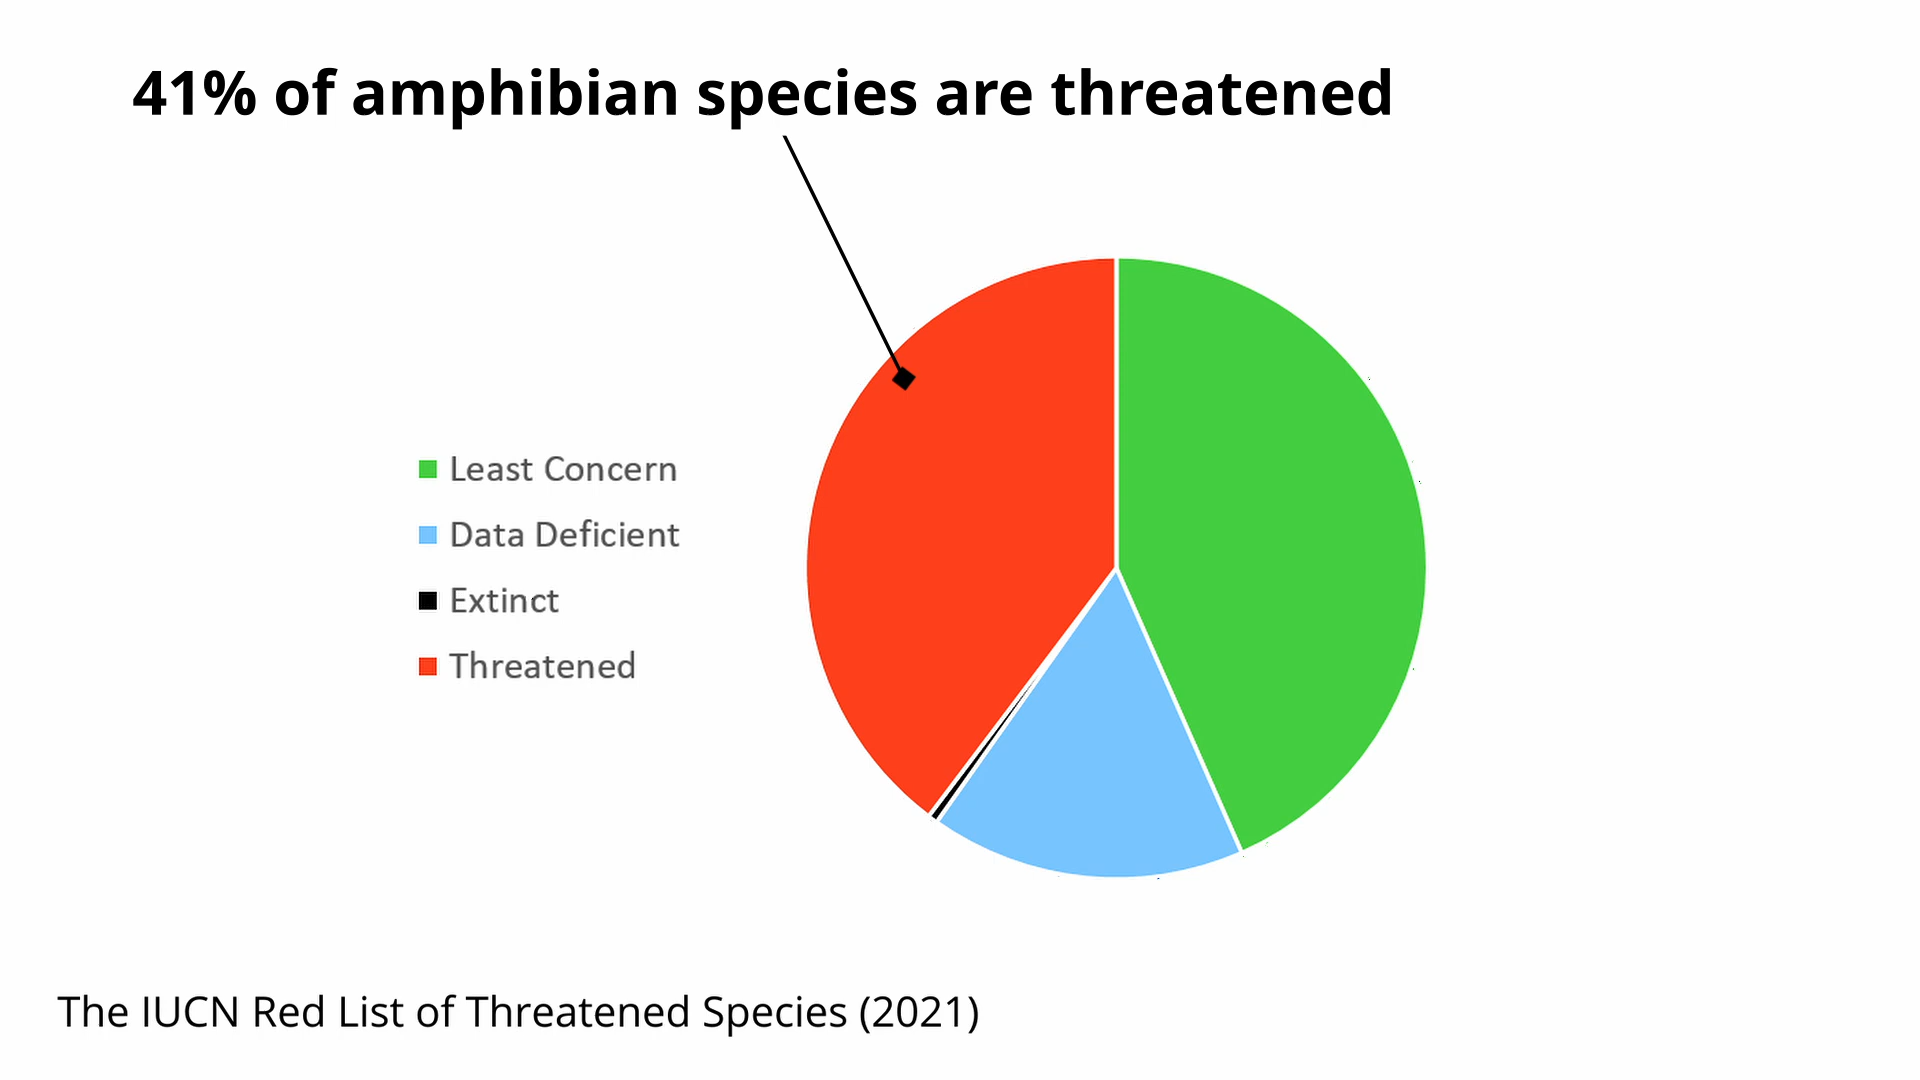 41% of amphibian species are threatened
Least Concern
Data Deficient
Extinct
Threatened
The IUCN Red List of Threatened Species (2021)